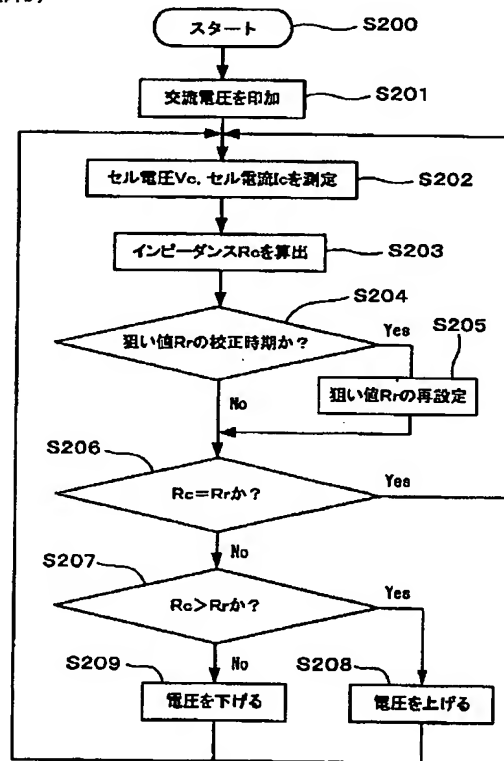 スタート
S200
交流電圧を印加
S201
セル電圧Vc, セル電流Icを測定
S202
インピーダンスRcを算出
S203
S204
狙い値Rrの校正時期か?
Yes
S205
狙い値Rrの再設定
No
S206
Rc=Rrか?
Yes
No
S207
Rc>Rrか?
Yes
S209
No
S208
電圧を下げる
電圧を上げる